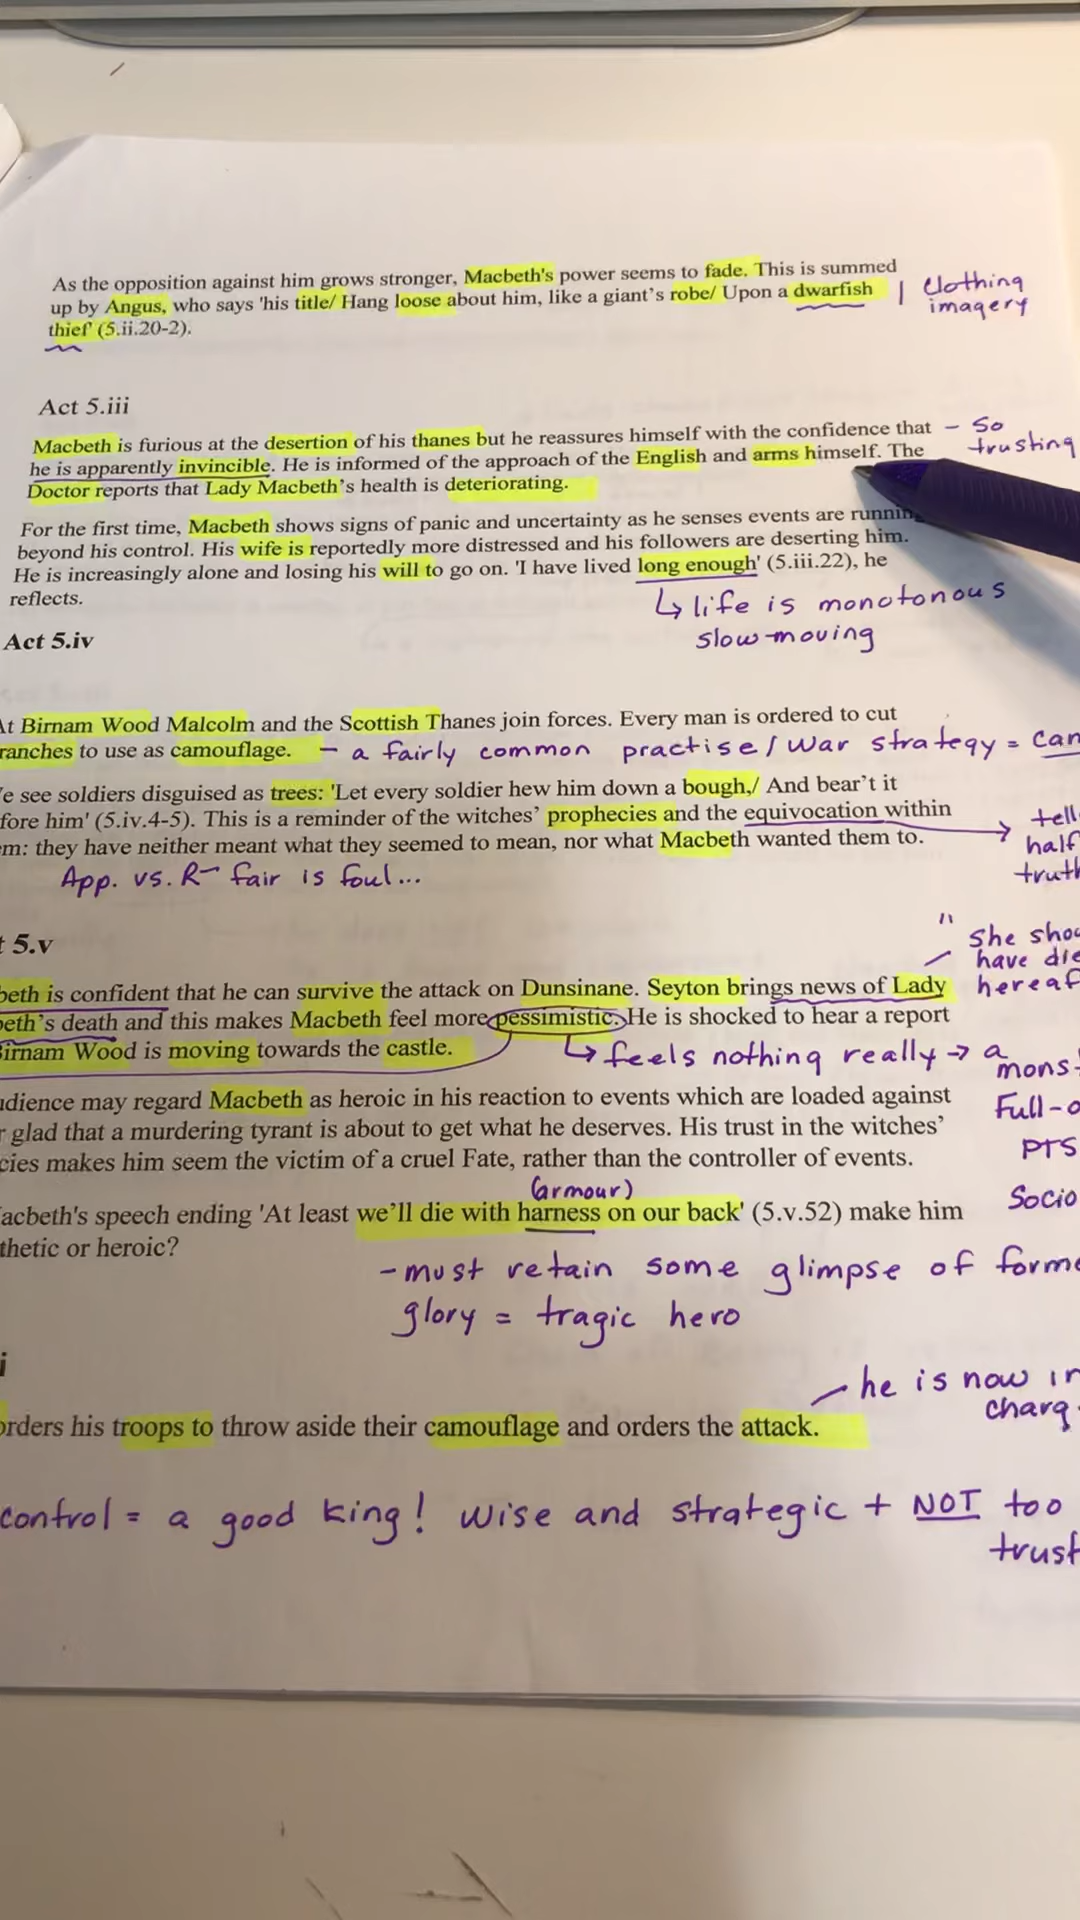 As the opposition against him grows stronger, Macbeth's power seems to fade. This is summed
up by Angus, who says 'his title/ Hang loose about him, like a giant's robe/ Upon a dwarfish
thief' (5.ii.20-2).
clothing
imagery
Act 5.iii
Macbeth is furious at the desertion of his thanes but he reassures himself with the confidence that
he is apparently invincible. He is informed of the approach of the English and arms himself. The
Doctor reports that Lady Macbeth's health is deteriorating.
- so
trusting
For the first time, Macbeth shows signs of panic and uncertainty as he senses events are runnin
beyond his control. His wife is reportedly more distressed and his followers are deserting him.
He is increasingly alone and losing his will to go on. 'I have lived long enough' (5.iii.22), he
reflects.
↳ life is monotonous
slow-moving
Act 5.iv
At Birnam Wood Malcolm and the Scottish Thanes join forces. Every man is ordered to cut
ranches to use as camouflage.
- a fairly common practise / war strategy = can
e see soldiers disguised as trees: 'Let every soldier hew him down a bough,/ And bear't it
fore him' (5.iv.4-5). This is a reminder of the witches' prophecies and the equivocation within
m: they have neither meant what they seemed to mean, nor what Macbeth wanted them to.
→ tell
half
truth
App. vs. R- fair is foul...
t 5.v
" she shou
have die
hereaf
beth is confident that he can survive the attack on Dunsinane. Seyton brings news of Lady
beth's death and this makes Macbeth feel more pessimistic. He is shocked to hear a report
Birnam Wood is moving towards the castle.
↳ feels nothing really → a
mons
Full-o
PTS
Socio
udience may regard Macbeth as heroic in his reaction to events which are loaded against
r glad that a murdering tyrant is about to get what he deserves. His trust in the witches'
cies makes him seem the victim of a cruel Fate, rather than the controller of events.
(armour)
acbeth's speech ending 'At least we'll die with harness on our back' (5.v.52) make him
thetic or heroic?
- must retain some glimpse of forme
glory = tragic hero
i
- he is now in
charg
orders his troops to throw aside their camouflage and orders the attack.
control = a good king! wise and strategic + NOT too
trust